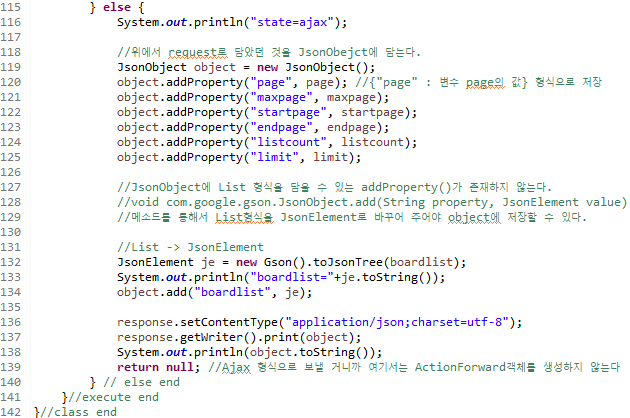 115 } else {
116 System.out.println("state=ajax");
117
118 //위에서 request로 담았던 것을 JsonObejct에 담는다.
119 JsonObject object = new JsonObject();
120 object.addProperty("page", page); //{"page" : 변수 page의 값} 형식으로 저장
121 object.addProperty("maxpage", maxpage);
122 object.addProperty("startpage", startpage);
123 object.addProperty("endpage", endpage);
124 object.addProperty("listcount", listcount);
125 object.addProperty("limit", limit);
126
127 //JsonObject에 List 형식을 담을 수 있는 addProperty()가 존재하지 않는다.
128 //void com.google.gson.JsonObject.add(String property, JsonElement value)
129 //메소드를 통해서 List형식을 JsonElement로 바꾸어 주어야 object에 저장할 수 있다.
130
131 //List -> JsonElement
132 JsonElement je = new Gson().toJsonTree(boardlist);
133 System.out.println("boardlist="+je.toString());
134 object.add("boardlist", je);
135
136 response.setContentType("application/json;charset=utf-8");
137 response.getWriter().print(object);
138 System.out.println(object.toString());
139 return null; //Ajax 형식으로 보낼 거니까 여기서는 ActionForward객체를 생성하지 않는다
140 } // else end
141 }//execute end
142 }//class end